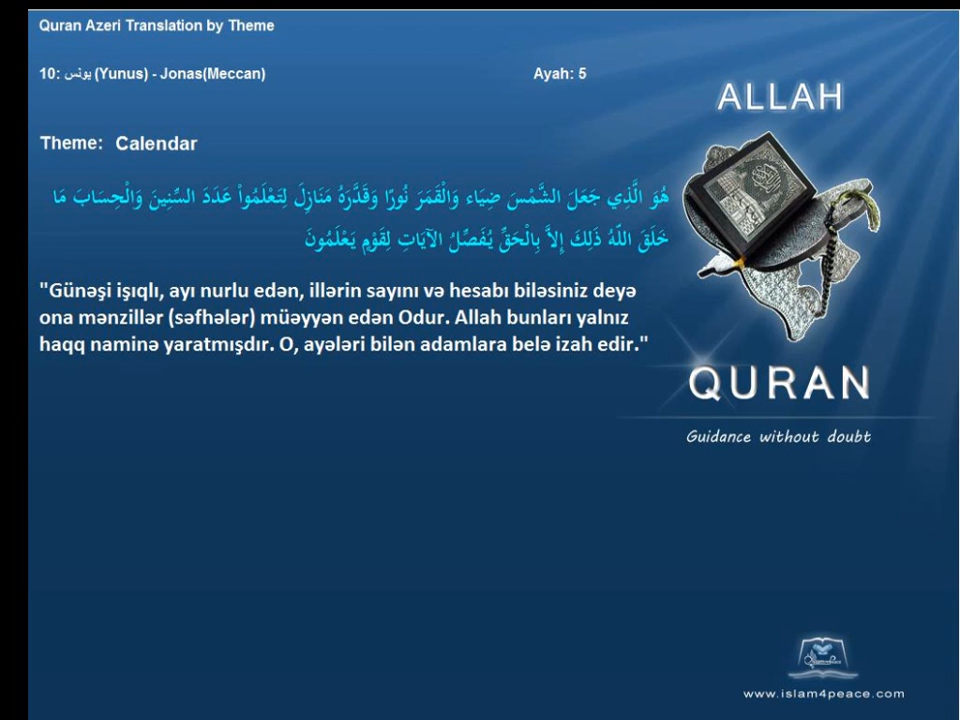 Quran Azeri Translation by Theme
10: يونس (Yunus) - Jonas(Meccan)
Ayah: 5
ALLAH
Theme: Calendar
هُوَ الَّذِي جَعَلَ الشَّمْسَ ضِيَاء وَالْقَمَرَ نُورًا وَقَدَّرَهُ مَنَازِلَ لِتَعْلَمُواْ عَدَدَ السِّنِينَ وَالْحِسَابَ مَا
خَلَقَ اللّهُ ذَلِكَ إِلاَّ بِالْحَقِّ يُفَصِّلُ الآيَاتِ لِقَوْمٍ يَعْلَمُونَ
"Günəşi işıqlı, ayı nurlu edən, illərin sayını və hesabı biləsiniz deyə
ona mənzillər (səfhələr) müəyyən edən Odur. Allah bunları yalnız
haqq naminə yaratmışdır. O, ayələri bilən adamlara belə izah edir."
QURAN
Guidance without doubt
www.islam4peace.com